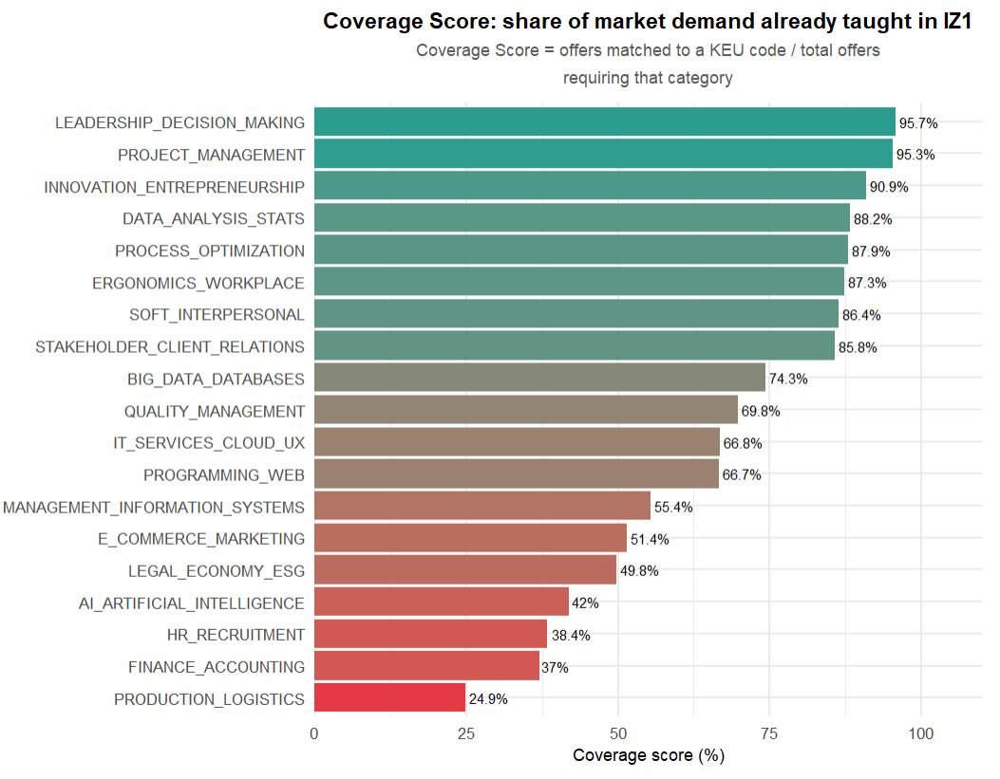 Coverage Score: share of market demand already taught in IZ1
Coverage Score = offers matched to a KEU code / total offers
requiring that category
LEADERSHIP_DECISION_MAKING 95.7%
PROJECT_MANAGEMENT 95.3%
INNOVATION_ENTREPRENEURSHIP 90.9%
DATA_ANALYSIS_STATS 88.2%
PROCESS_OPTIMIZATION 87.9%
ERGONOMICS_WORKPLACE 87.3%
SOFT_INTERPERSONAL 86.4%
STAKEHOLDER_CLIENT_RELATIONS 85.8%
BIG_DATA_DATABASES 74.3%
QUALITY_MANAGEMENT 69.8%
IT_SERVICES_CLOUD_UX 66.8%
PROGRAMMING_WEB 66.7%
MANAGEMENT_INFORMATION_SYSTEMS 55.4%
E_COMMERCE_MARKETING 51.4%
LEGAL_ECONOMY_ESG 49.8%
AI_ARTIFICIAL_INTELLIGENCE 42%
HR_RECRUITMENT 38.4%
FINANCE_ACCOUNTING 37%
PRODUCTION_LOGISTICS 24.9%
0 25 50 75 100
Coverage score (%)